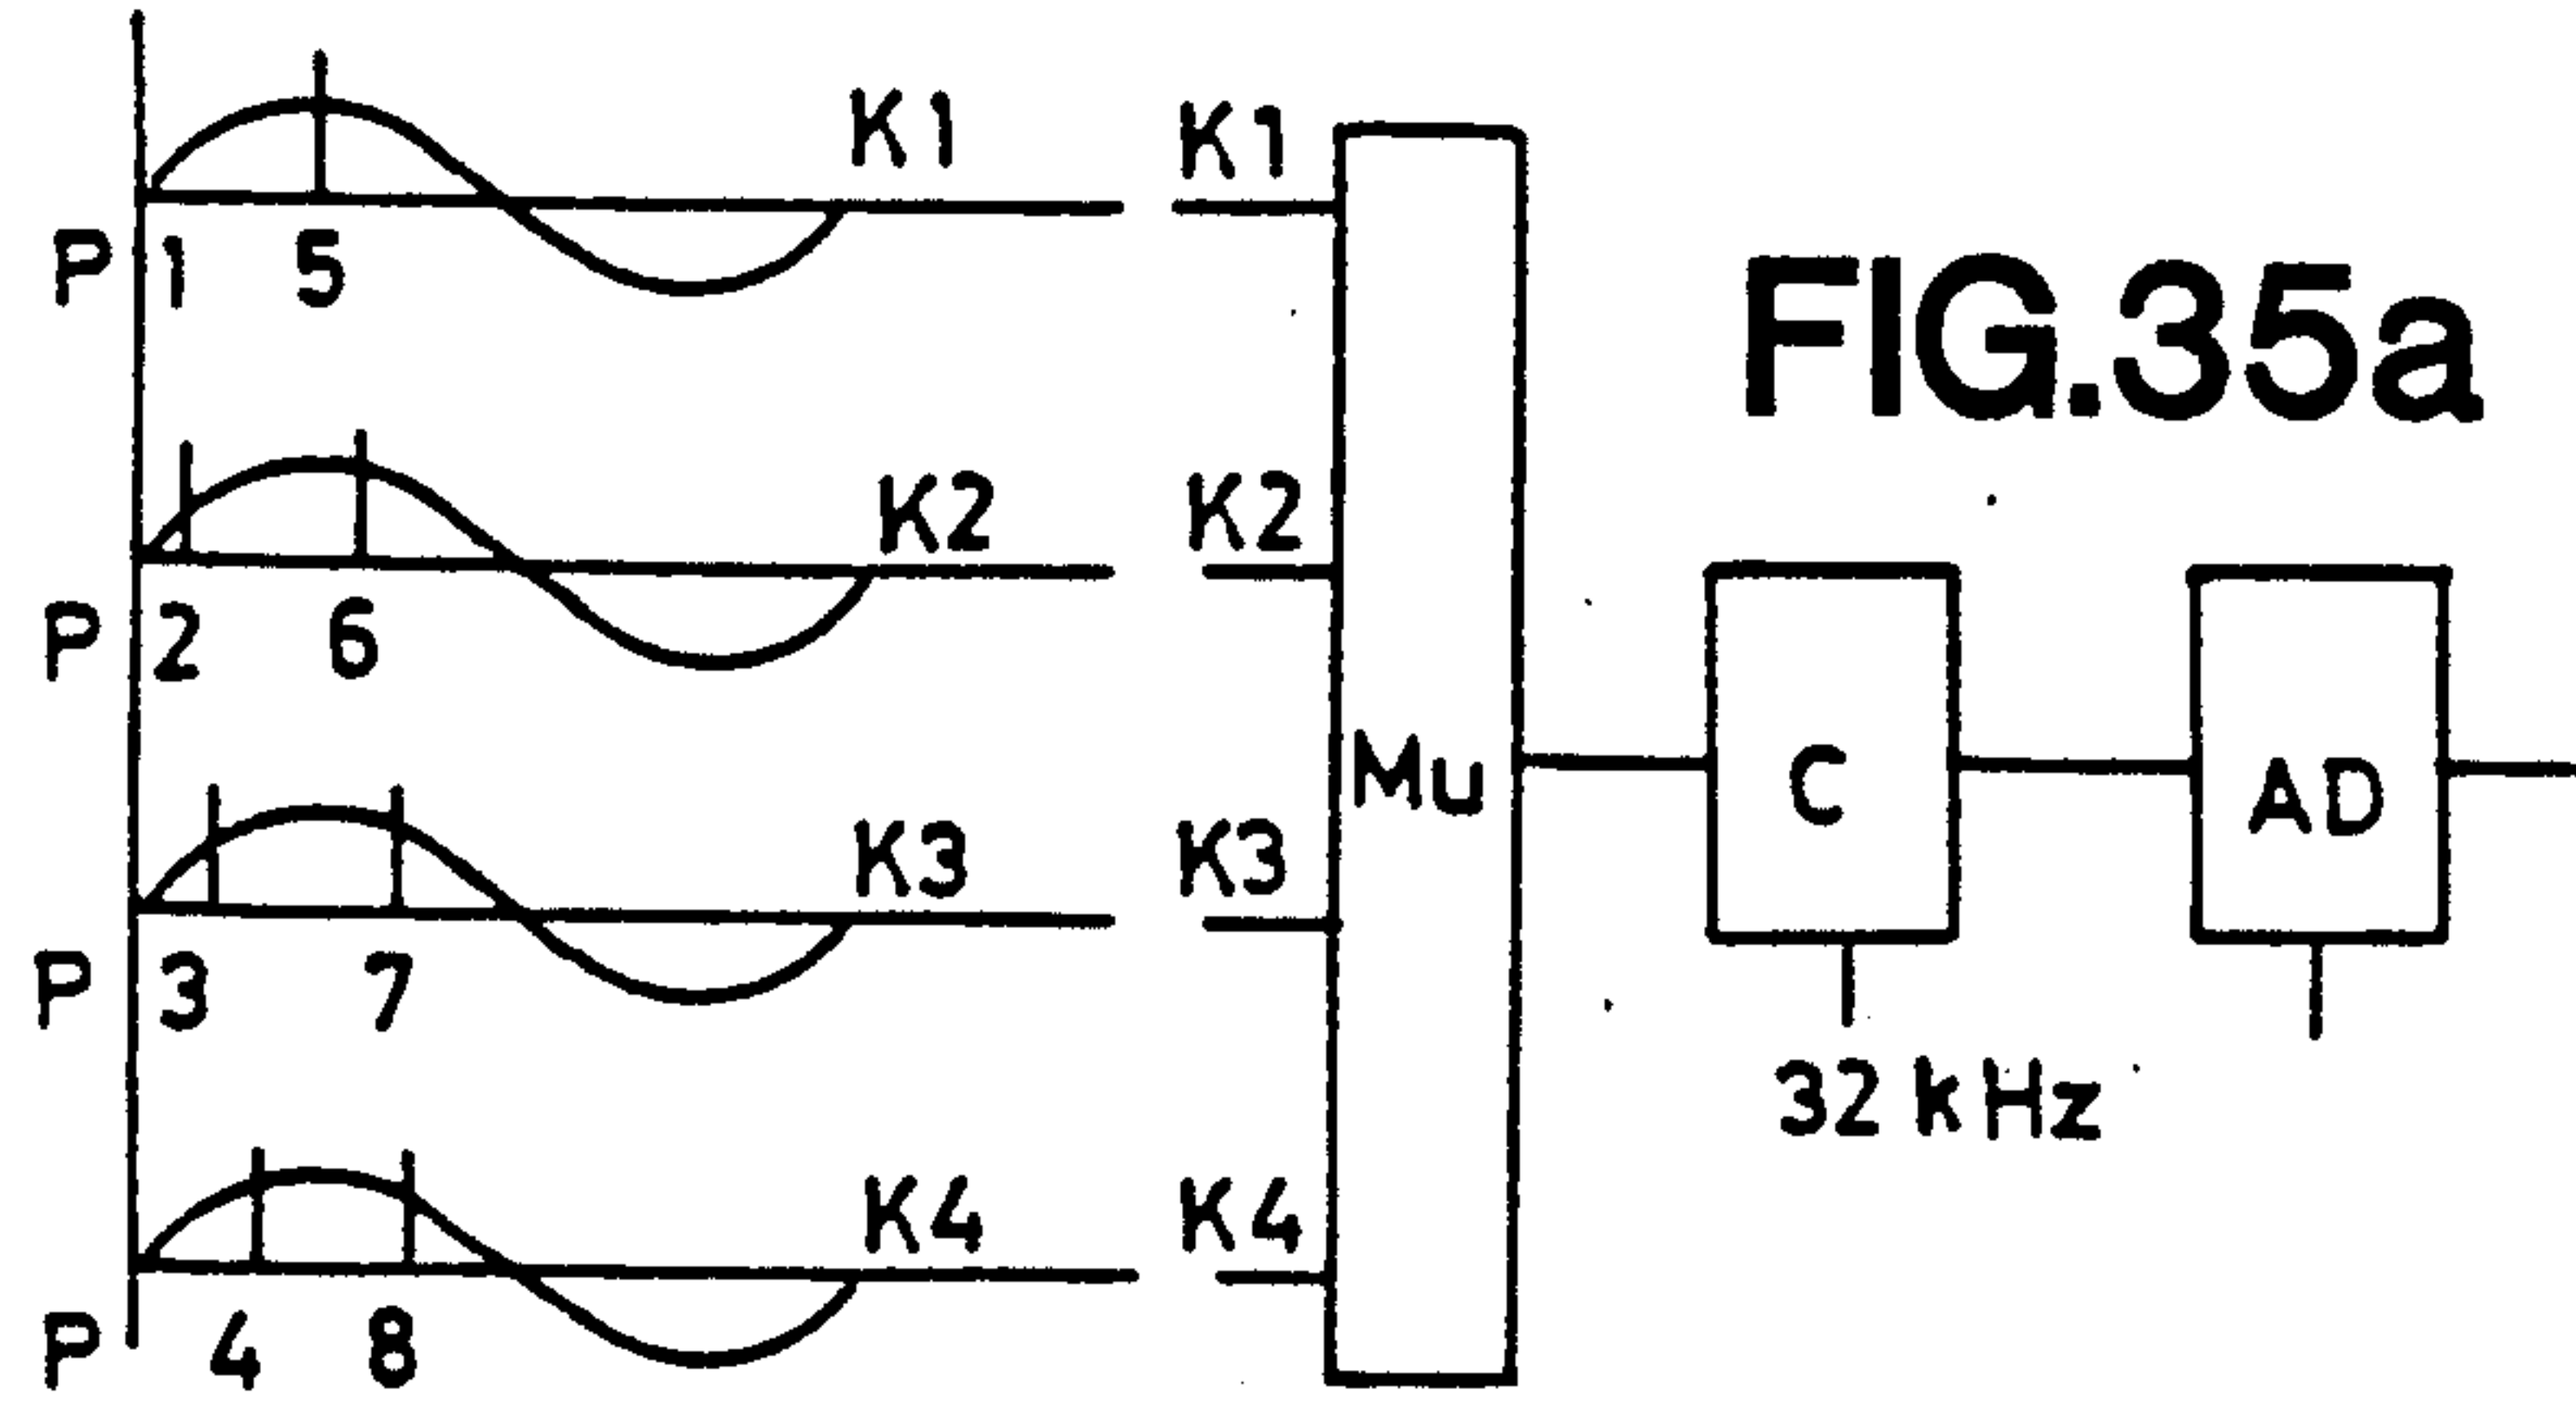 K1 K1
P 1 5
FIG.35a
K2 K2
P 2 6
Mu C AD
K3 K3
P 3 7
32 kHz
K4 K4
P 4 8